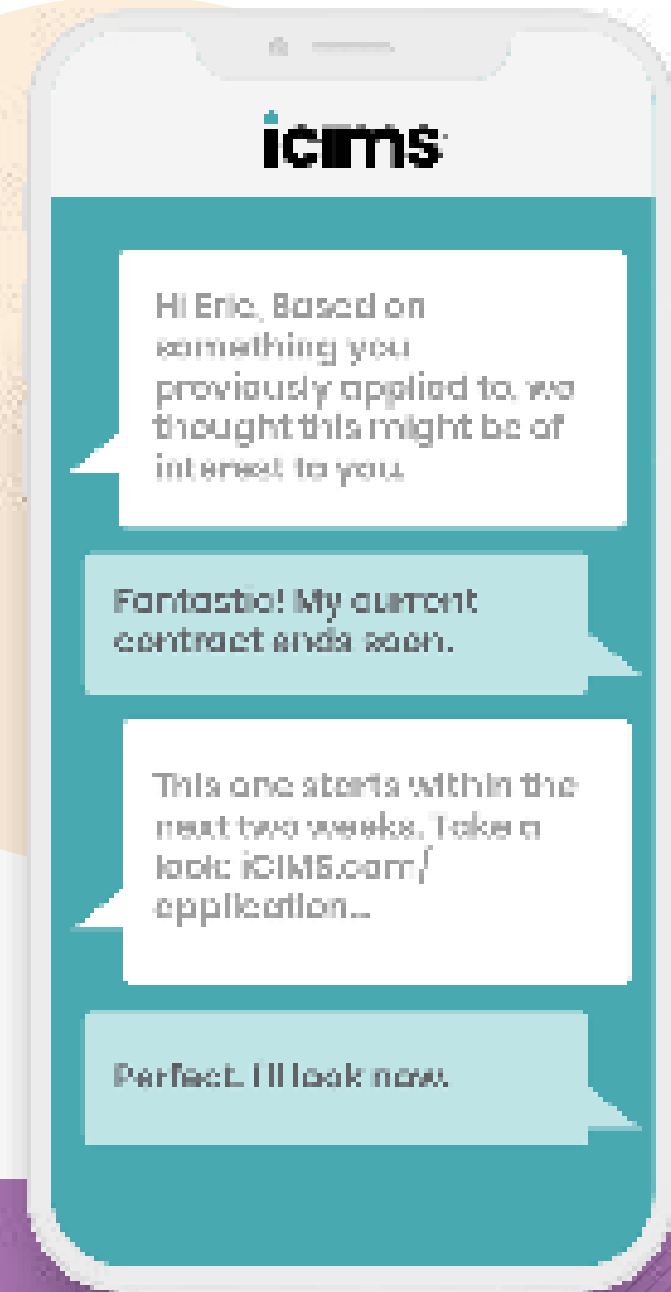 icims
Hi Eric, Based on
something you
previously applied to, we
thought this might be of
interest to you.
Fantastic! My current
contract ends soon.
This one starts within the
next two weeks. Take a
look: iCIMS.com/
application...
Perfect. I'll look now.